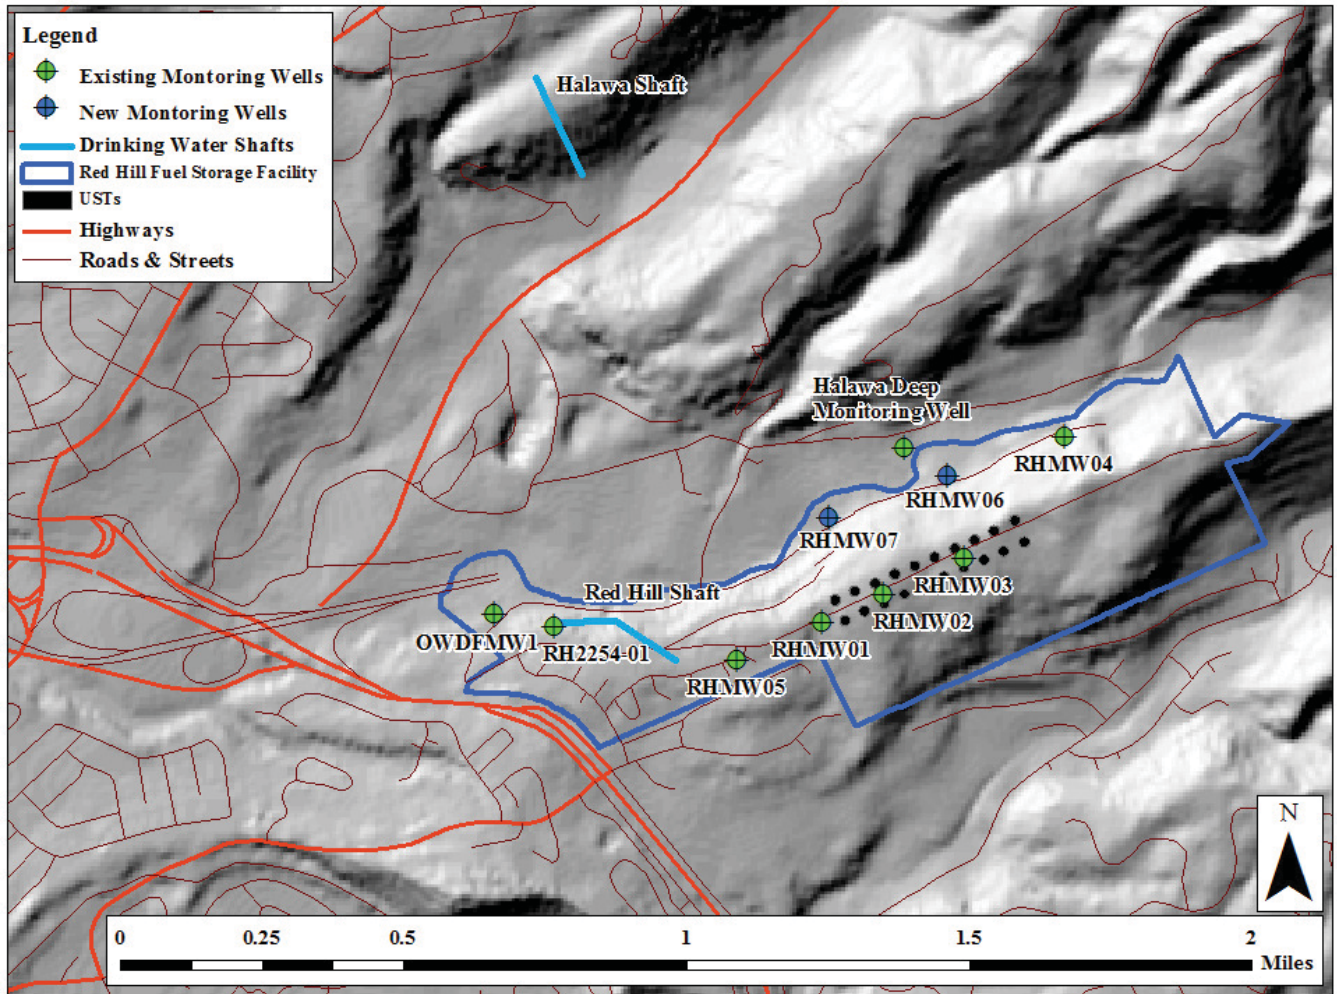 Legend
Existing Montoring Wells
New Montoring Wells
Drinking Water Shafts
Red Hill Fuel Storage Facility
USTs
Highways
Roads & Streets
Halawa Shaft
Halawa Deep
Monitoring Well
RHMW04
RHMW06
RHMW07
RHMW03
Red Hill Shaft
RHMW02
OWDFMW1
RH2254-01
RHMW01
RHMW05
N
0 0.25 0.5 1 1.5 2
Miles